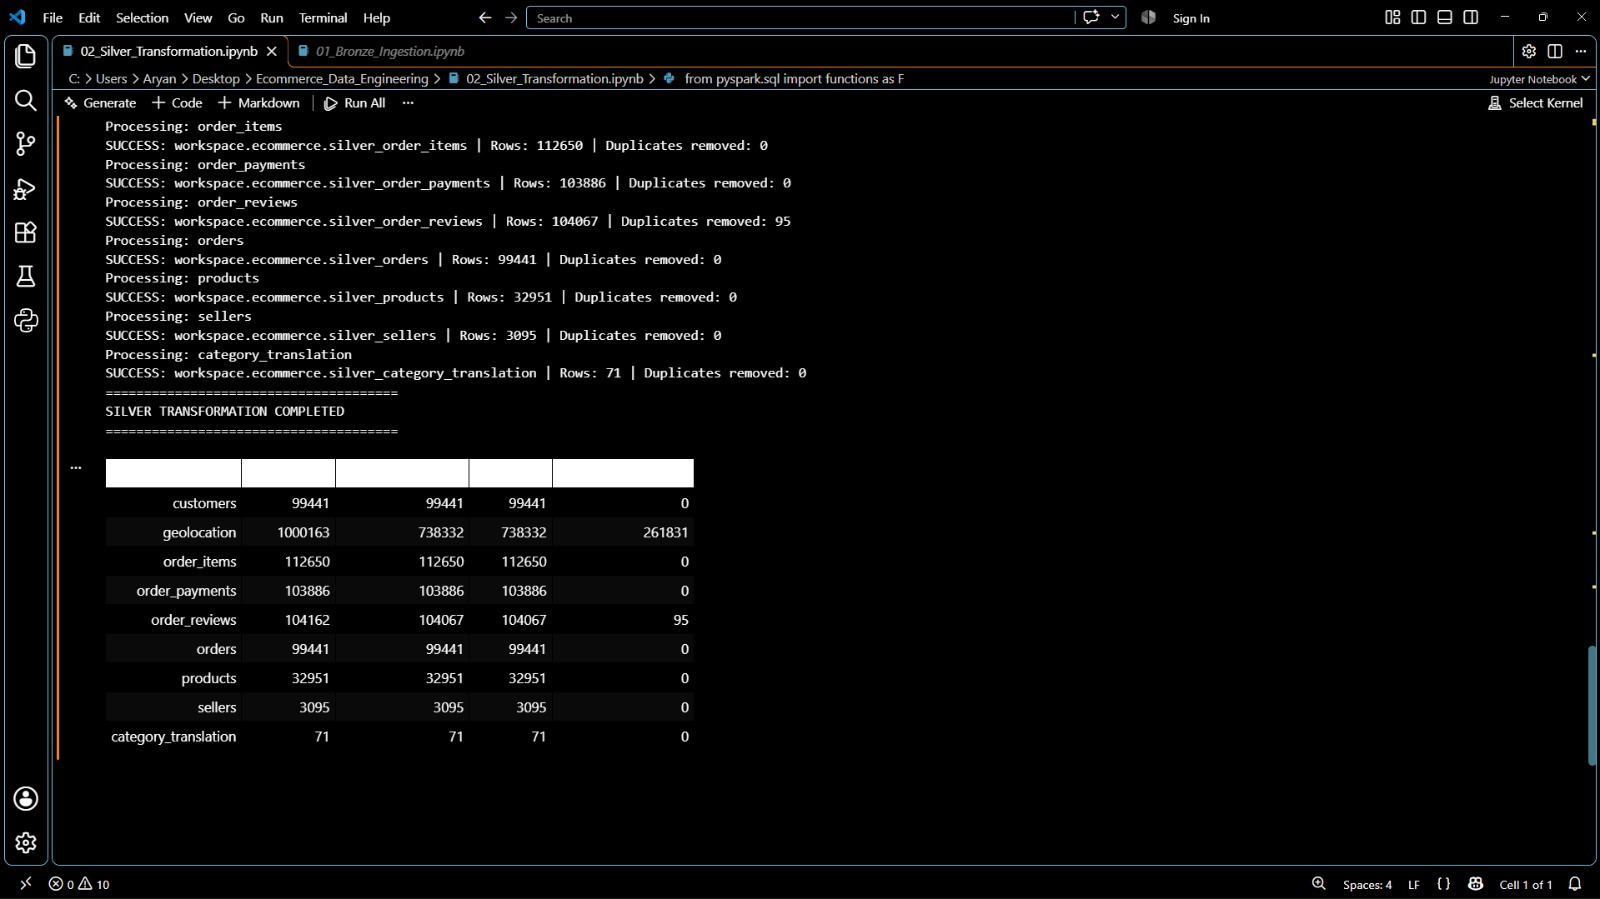 File Edit Selection View Go Run Terminal Help Search Sign In
02_Silver_Transformation.ipynb 01_Bronze_Ingestion.ipynb
C: > Users > Aryan > Desktop > Ecommerce_Data_Engineering > 02_Silver_Transformation.ipynb > from pyspark.sql import functions as F Jupyter Notebook
Generate + Code + Markdown Run All ... Select Kernel
Processing: order_items
SUCCESS: workspace.ecommerce.silver_order_items | Rows: 112650 | Duplicates removed: 0
Processing: order_payments
SUCCESS: workspace.ecommerce.silver_order_payments | Rows: 103886 | Duplicates removed: 0
Processing: order_reviews
SUCCESS: workspace.ecommerce.silver_order_reviews | Rows: 104067 | Duplicates removed: 95
Processing: orders
SUCCESS: workspace.ecommerce.silver_orders | Rows: 99441 | Duplicates removed: 0
Processing: products
SUCCESS: workspace.ecommerce.silver_products | Rows: 32951 | Duplicates removed: 0
Processing: sellers
SUCCESS: workspace.ecommerce.silver_sellers | Rows: 3095 | Duplicates removed: 0
Processing: category_translation
SUCCESS: workspace.ecommerce.silver_category_translation | Rows: 71 | Duplicates removed: 0
======================================
SILVER TRANSFORMATION COMPLETED
======================================
customers 99441 99441 99441 0
geolocation 1000163 738332 738332 261831
order_items 112650 112650 112650 0
order_payments 103886 103886 103886 0
order_reviews 104162 104067 104067 95
orders 99441 99441 99441 0
products 32951 32951 32951 0
sellers 3095 3095 3095 0
category_translation 71 71 71 0
0 10 Spaces: 4 LF { } Cell 1 of 1